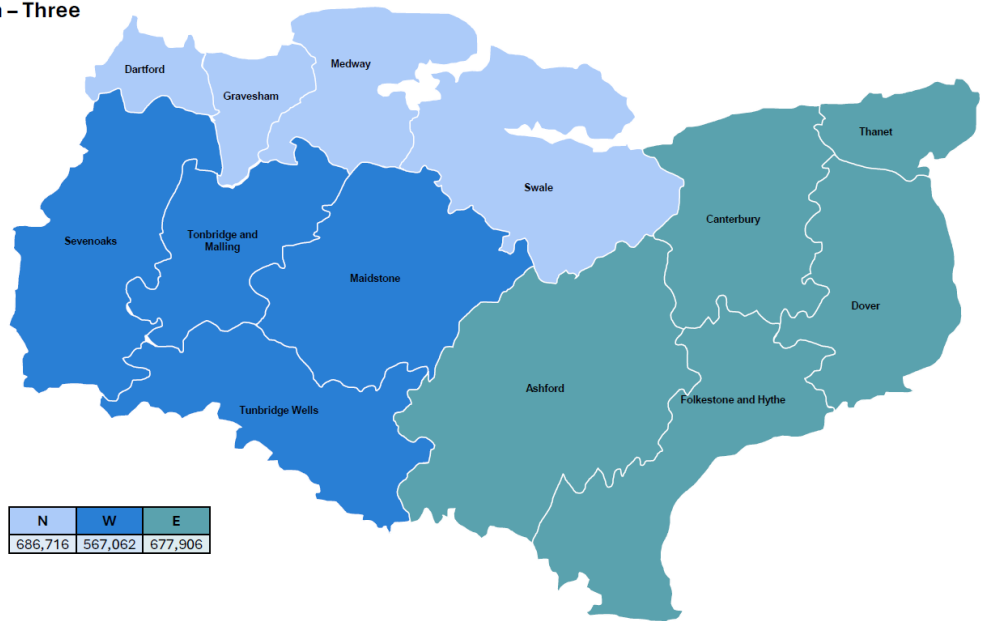 – Three
Dartford
Gravesham
Medway
Swale
Thanet
Canterbury
Sevenoaks
Tonbridge and
Malling
Maidstone
Dover
Ashford
Folkestone and Hythe
Tunbridge Wells
N W E
686,716 567,062 677,906